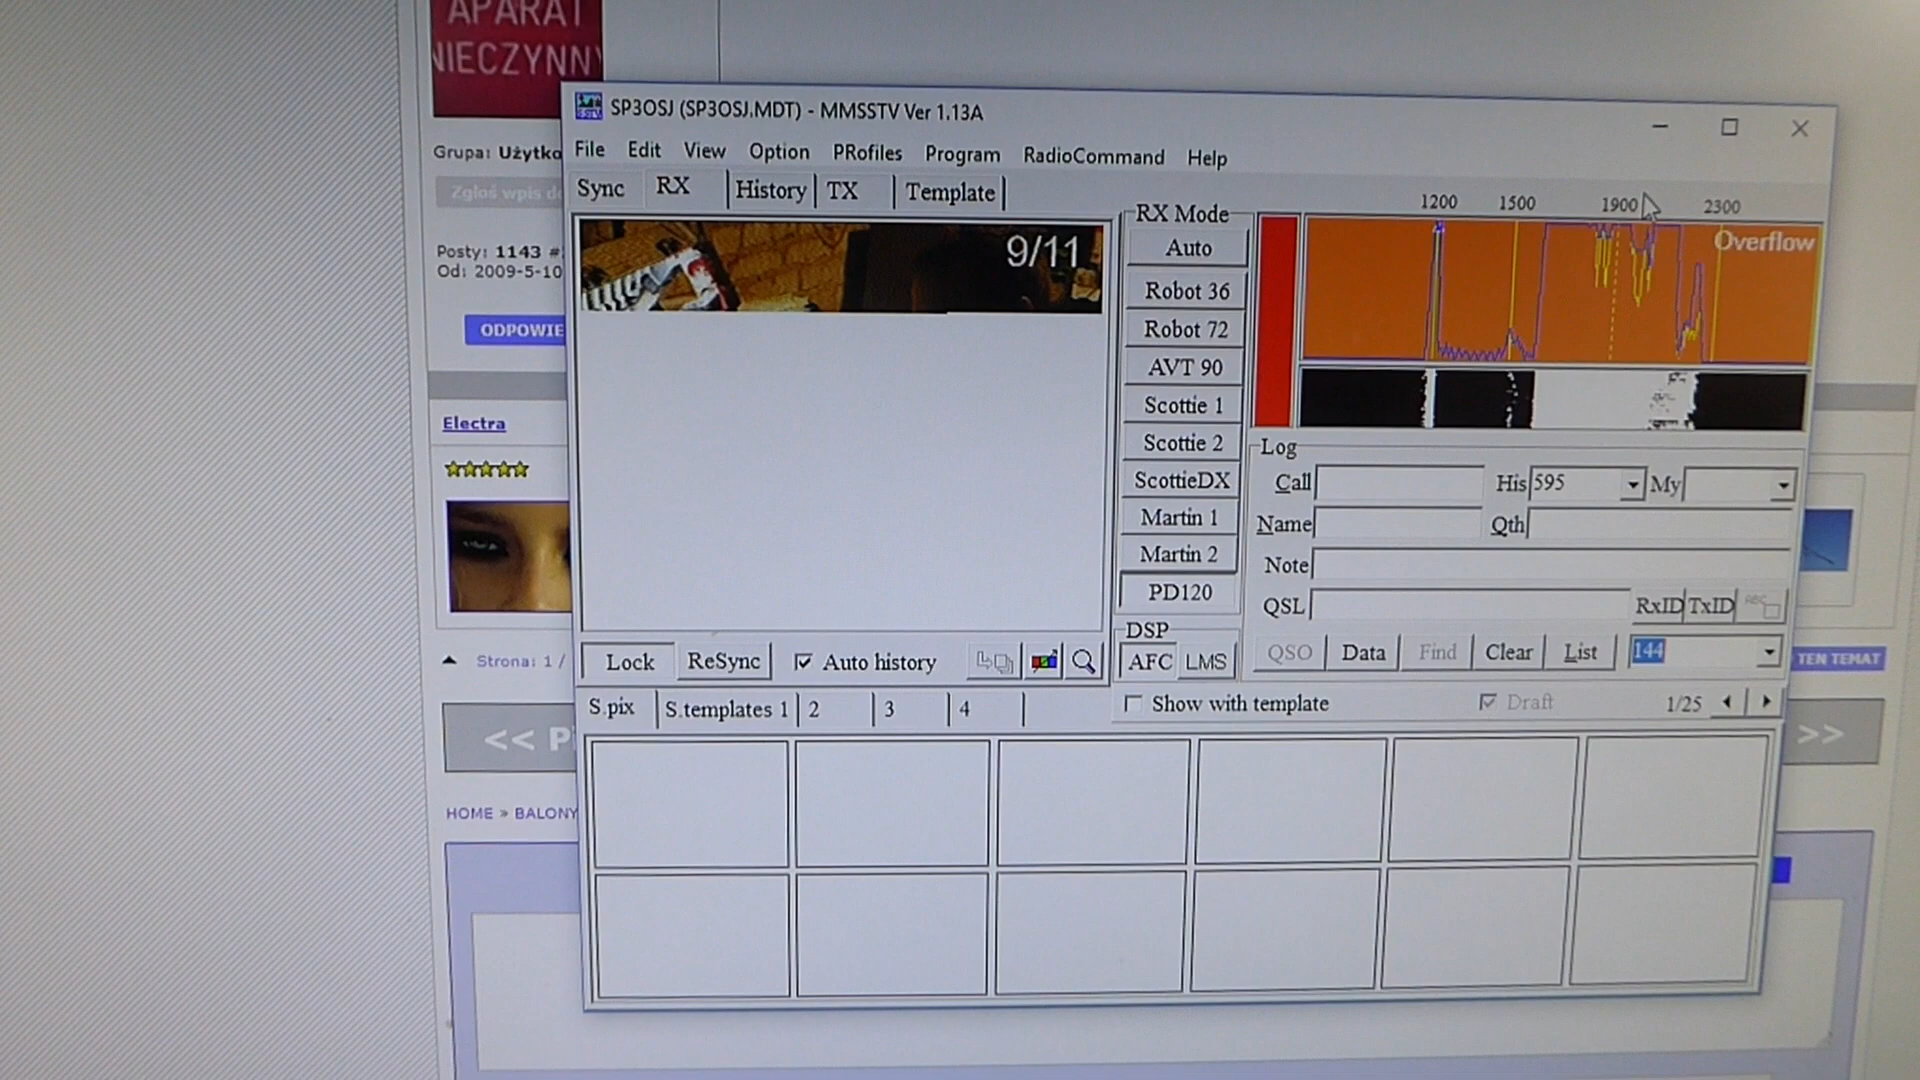 APARAT
NIECZYNNY
Grupa: Użytko
Zgłoś wpis do
Posty: 1143 #
Od: 2009-5-10
ODPOWIE
Electra
Strona: 1 /
<< P
HOME » BALONY
SP3OSJ (SP3OSJ.MDT) - MMSSTV Ver 1.13A
File Edit View Option PRofiles Program RadioCommand Help
Sync RX History TX Template
9/11
RX Mode
Auto
Robot 36
Robot 72
AVT 90
Scottie 1
Scottie 2
ScottieDX
Martin 1
Martin 2
PD120
DSP
AFC LMS
1200 1500 1900 2300
Overflow
Log
Call His 595 My
Name Qth
Note
QSL RxID TxID ABC
QSO Data Find Clear List 144
Lock ReSync Auto history
S.pix S.templates 1 2 3 4
Show with template Draft 1/25
TEN TEMAT
>>